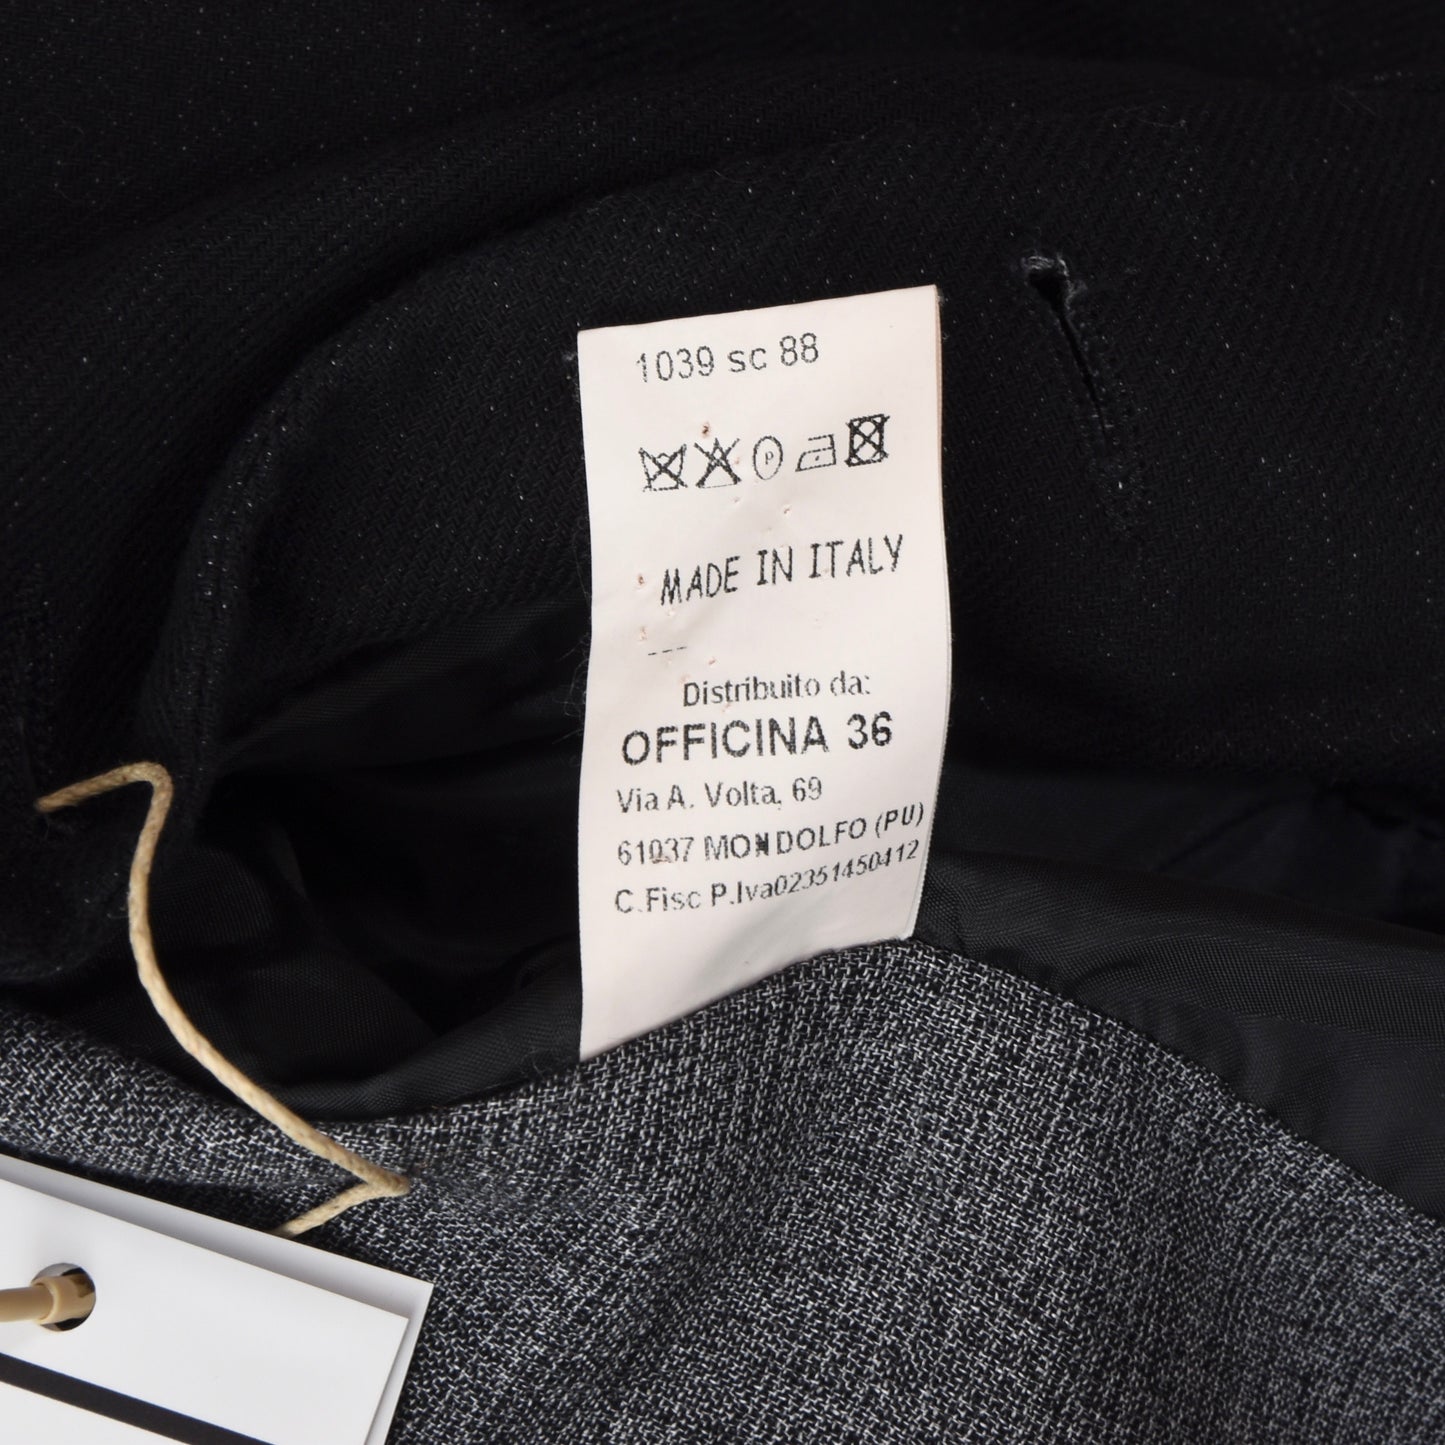 1039 sc 88
P
MADE IN ITALY
---
Distribuito da:
OFFICINA 36
Via A. Volta, 69
61037 MONDOLFO (PU)
C.Fisc P.Iva02351450412